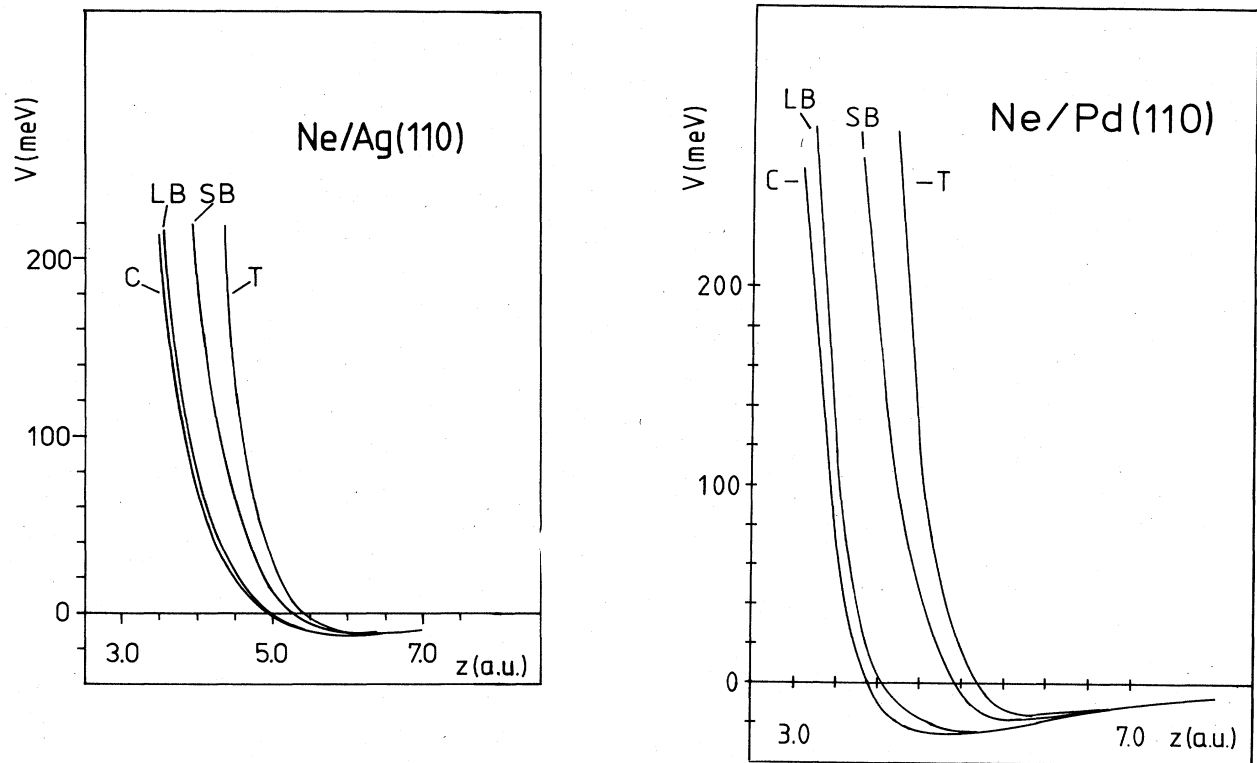 V(meV)
Ne/Ag(110)
LB SB
200
C T
100
0
3.0 5.0 7.0 z(a.u.)
V(meV)
Ne/Pd(110)
LB SB
C T
200
100
0
3.0 7.0 z(a.u.)